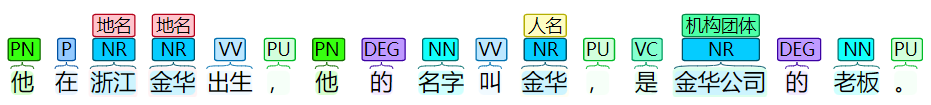 地名 地名 人名 机构团体
PN P NR NR VV PU PN DEG NN VV NR PU VC NR DEG NN PU
他 在 浙江 金华 出生 , 他 的 名字 叫 金华 , 是 金华公司 的 老板 。